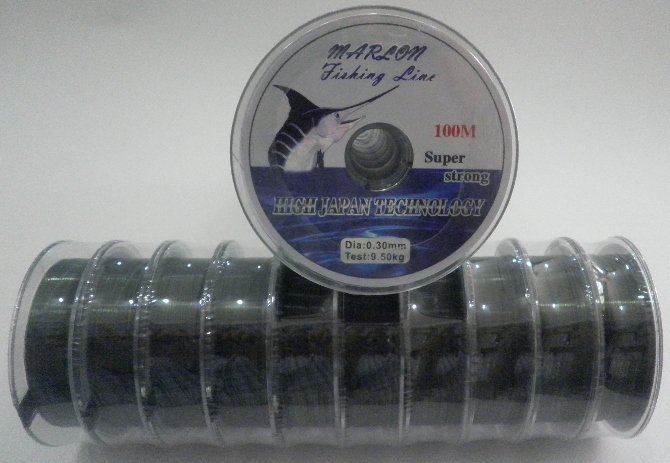 MARLON
Fishing Line
100M
Super
strong
HIGH JAPAN TECHNOLOGY
Dia:0.30mm
Test:9.50kg